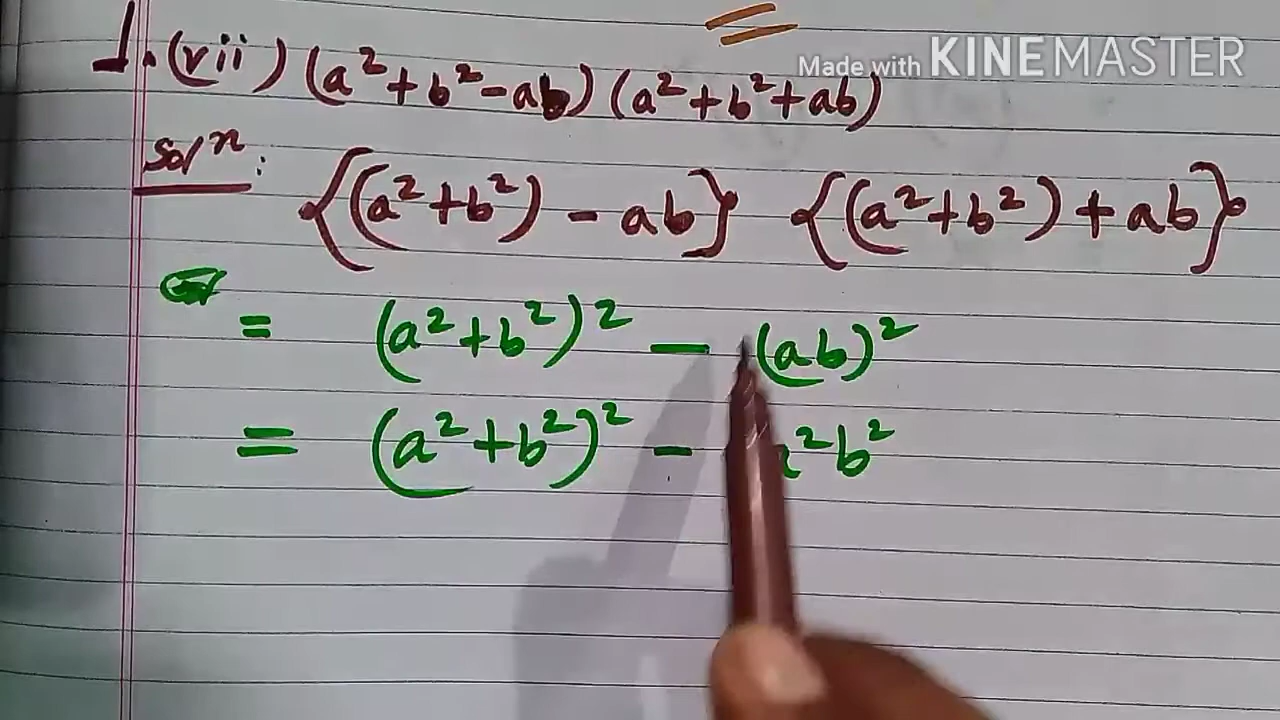 Made with KINEMASTER
1. (vii) (a²+b²-ab) (a²+b²+ab)
Solⁿ: {(a²+b²) - ab} {(a²+b²) + ab}
= (a²+b²)² - (ab)²
= (a²+b²)² - a²b²